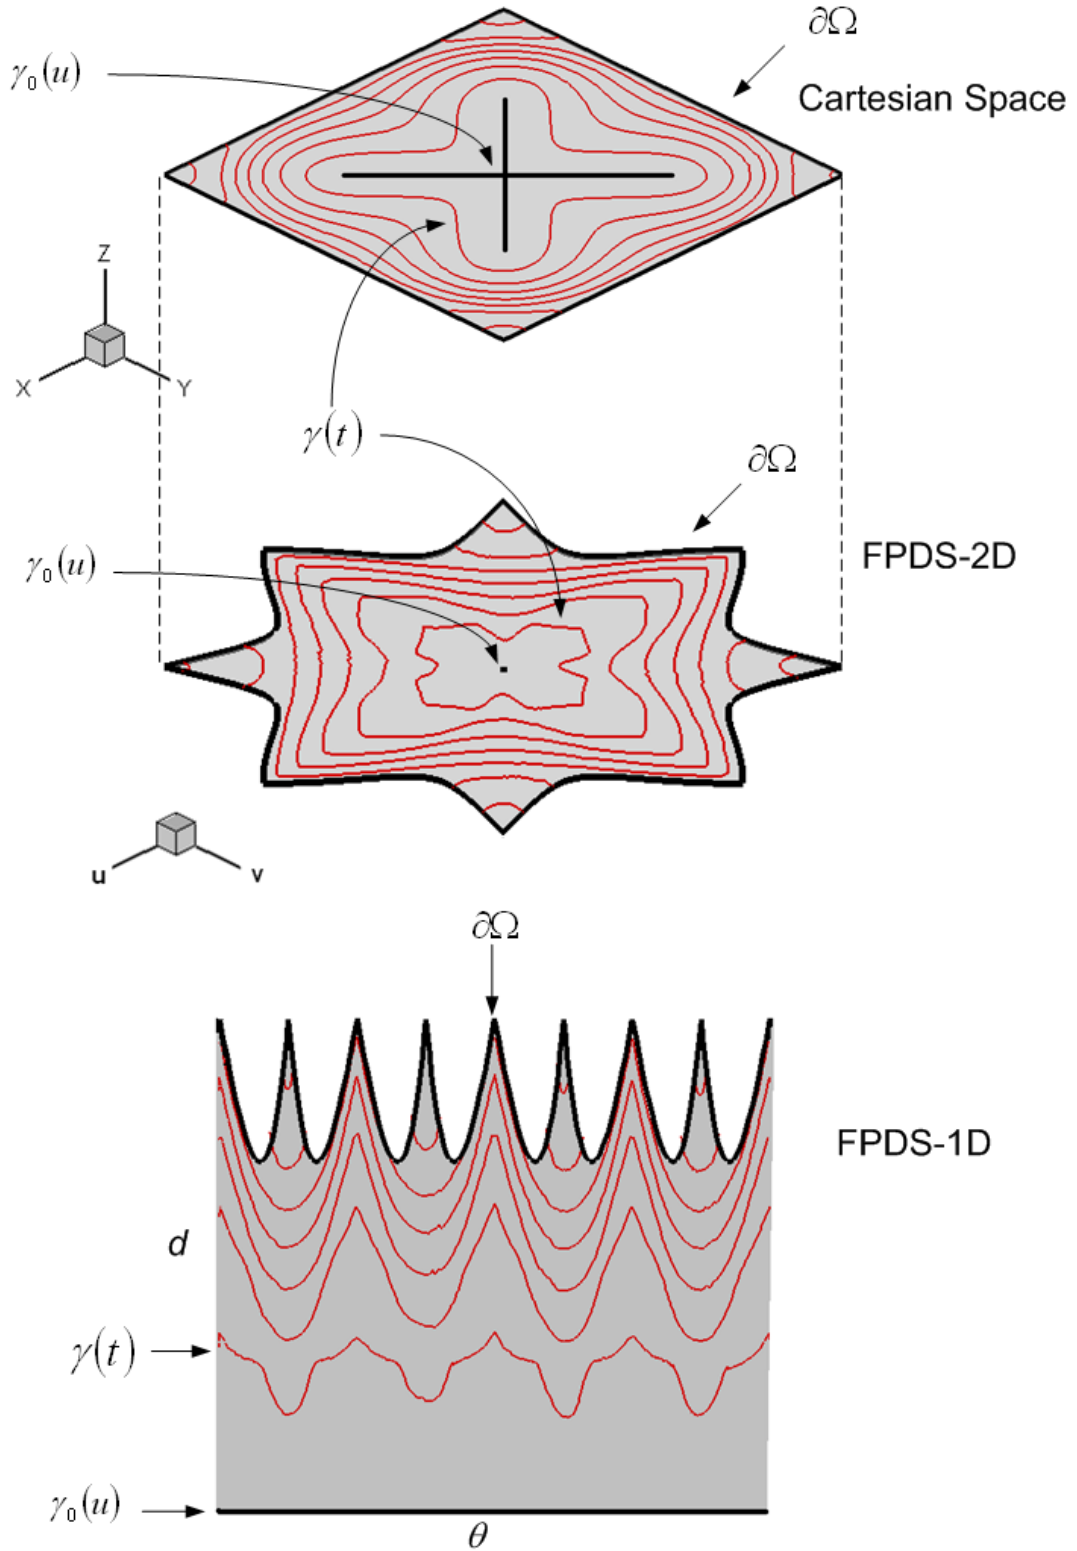 ∂Ω
γ₀(u)
Cartesian Space
Z
X
Y
γ(t)
∂Ω
γ₀(u)
FPDS-2D
u
v
∂Ω
FPDS-1D
d
γ(t)
γ₀(u)
θ